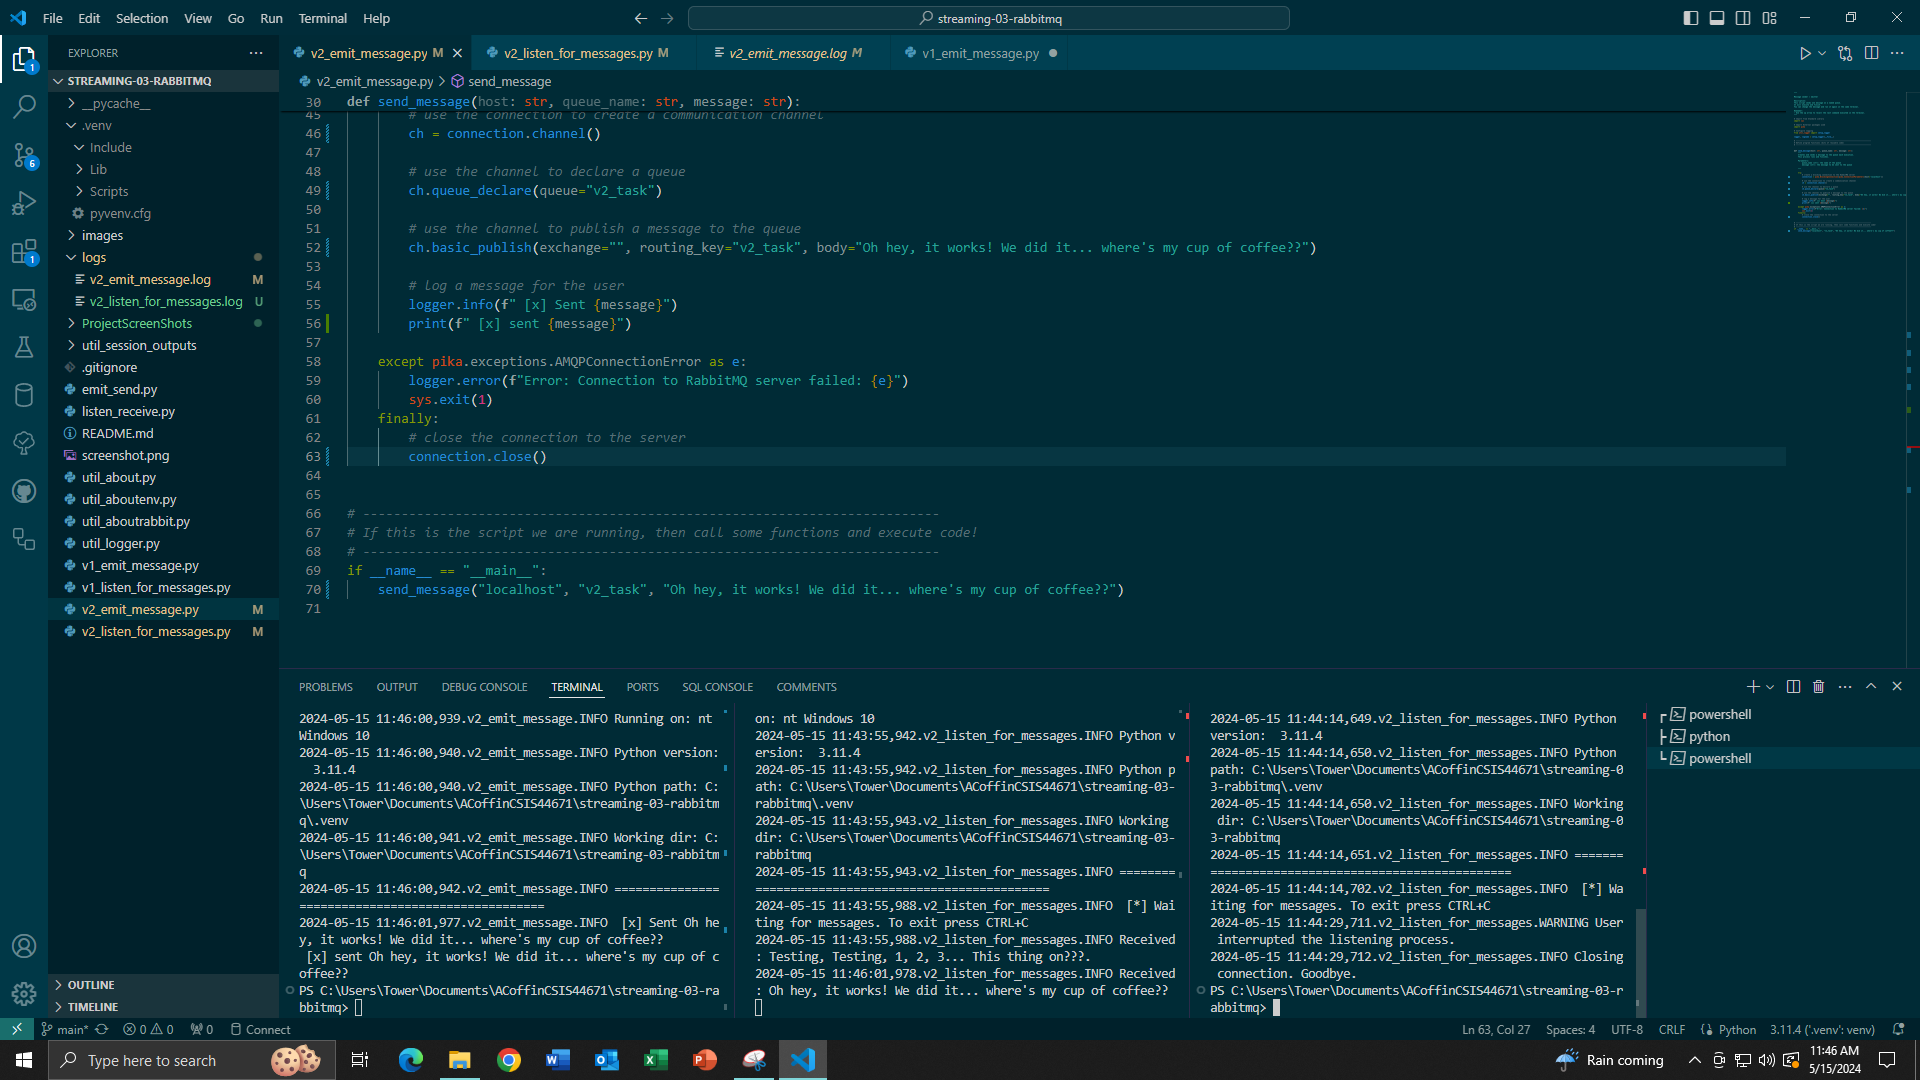 File Edit Selection View Go Run Terminal Help
streaming-03-rabbitmq
EXPLORER
STREAMING-03-RABBITMQ
__pycache__
.venv
Include
Lib
Scripts
pyvenv.cfg
images
logs
v2_emit_message.log M
v2_listen_for_messages.log U
ProjectScreenShots
util_session_outputs
.gitignore
emit_send.py
listen_receive.py
README.md
screenshot.png
util_about.py
util_aboutenv.py
util_aboutrabbit.py
util_logger.py
v1_emit_message.py
v1_listen_for_messages.py
v2_emit_message.py M
v2_listen_for_messages.py M
OUTLINE
TIMELINE
1
6
1
v2_emit_message.py M
v2_listen_for_messages.py M
v2_emit_message.log M
v1_emit_message.py
v2_emit_message.py > send_message
30 def send_message(host: str, queue_name: str, message: str):
45 # use the connection to create a communication channel
46 ch = connection.channel()
47
48 # use the channel to declare a queue
49 ch.queue_declare(queue="v2_task")
50
51 # use the channel to publish a message to the queue
52 ch.basic_publish(exchange="", routing_key="v2_task", body="Oh hey, it works! We did it... where's my cup of coffee??")
53
54 # log a message for the user
55 logger.info(f" [x] Sent {message}")
56 print(f" [x] sent {message}")
57
58 except pika.exceptions.AMQPConnectionError as e:
59 logger.error(f"Error: Connection to RabbitMQ server failed: {e}")
60 sys.exit(1)
61 finally:
62 # close the connection to the server
63 connection.close()
64
65
66 # ---------------------------------------------------------------------------
67 # If this is the script we are running, then call some functions and execute code!
68 # ---------------------------------------------------------------------------
69 if __name__ == "__main__":
70 send_message("localhost", "v2_task", "Oh hey, it works! We did it... where's my cup of coffee??")
71
PROBLEMS OUTPUT DEBUG CONSOLE TERMINAL PORTS SQL CONSOLE COMMENTS
2024-05-15 11:46:00,939.v2_emit_message.INFO Running on: nt
Windows 10
2024-05-15 11:46:00,940.v2_emit_message.INFO Python version:
3.11.4
2024-05-15 11:46:00,940.v2_emit_message.INFO Python path: C:
\Users\Tower\Documents\ACoffinCSIS44671\streaming-03-rabbitm
q\.venv
2024-05-15 11:46:00,941.v2_emit_message.INFO Working dir: C:
\Users\Tower\Documents\ACoffinCSIS44671\streaming-03-rabbitm
q
2024-05-15 11:46:00,942.v2_emit_message.INFO ===============
===================================
2024-05-15 11:46:01,977.v2_emit_message.INFO [x] Sent Oh he
y, it works! We did it... where's my cup of coffee??
[x] sent Oh hey, it works! We did it... where's my cup of c
offee??
PS C:\Users\Tower\Documents\ACoffinCSIS44671\streaming-03-ra
bbitmq>
on: nt Windows 10
2024-05-15 11:43:55,942.v2_listen_for_messages.INFO Python v
ersion: 3.11.4
2024-05-15 11:43:55,942.v2_listen_for_messages.INFO Python p
ath: C:\Users\Tower\Documents\ACoffinCSIS44671\streaming-03-
rabbitmq\.venv
2024-05-15 11:43:55,943.v2_listen_for_messages.INFO Working
dir: C:\Users\Tower\Documents\ACoffinCSIS44671\streaming-03-
rabbitmq
2024-05-15 11:43:55,943.v2_listen_for_messages.INFO ========
==========================================
2024-05-15 11:43:55,988.v2_listen_for_messages.INFO [*] Wai
ting for messages. To exit press CTRL+C
2024-05-15 11:43:55,988.v2_listen_for_messages.INFO Received
: Testing, Testing, 1, 2, 3... This thing on???.
2024-05-15 11:46:01,978.v2_listen_for_messages.INFO Received
: Oh hey, it works! We did it... where's my cup of coffee??
2024-05-15 11:44:14,649.v2_listen_for_messages.INFO Python
version: 3.11.4
2024-05-15 11:44:14,650.v2_listen_for_messages.INFO Python
path: C:\Users\Tower\Documents\ACoffinCSIS44671\streaming-0
3-rabbitmq\.venv
2024-05-15 11:44:14,650.v2_listen_for_messages.INFO Working
dir: C:\Users\Tower\Documents\ACoffinCSIS44671\streaming-0
3-rabbitmq
2024-05-15 11:44:14,651.v2_listen_for_messages.INFO =======
===========================================
2024-05-15 11:44:14,702.v2_listen_for_messages.INFO [*] Wa
iting for messages. To exit press CTRL+C
2024-05-15 11:44:29,711.v2_listen_for_messages.WARNING User
interrupted the listening process.
2024-05-15 11:44:29,712.v2_listen_for_messages.INFO Closing
connection. Goodbye.
PS C:\Users\Tower\Documents\ACoffinCSIS44671\streaming-03-r
abbitmq>
powershell
python
powershell
main* 0 0 0 Connect
Ln 63, Col 27 Spaces: 4 UTF-8 CRLF Python 3.11.4 ('.venv': venv)
Type here to search
Rain coming
11:46 AM
5/15/2024